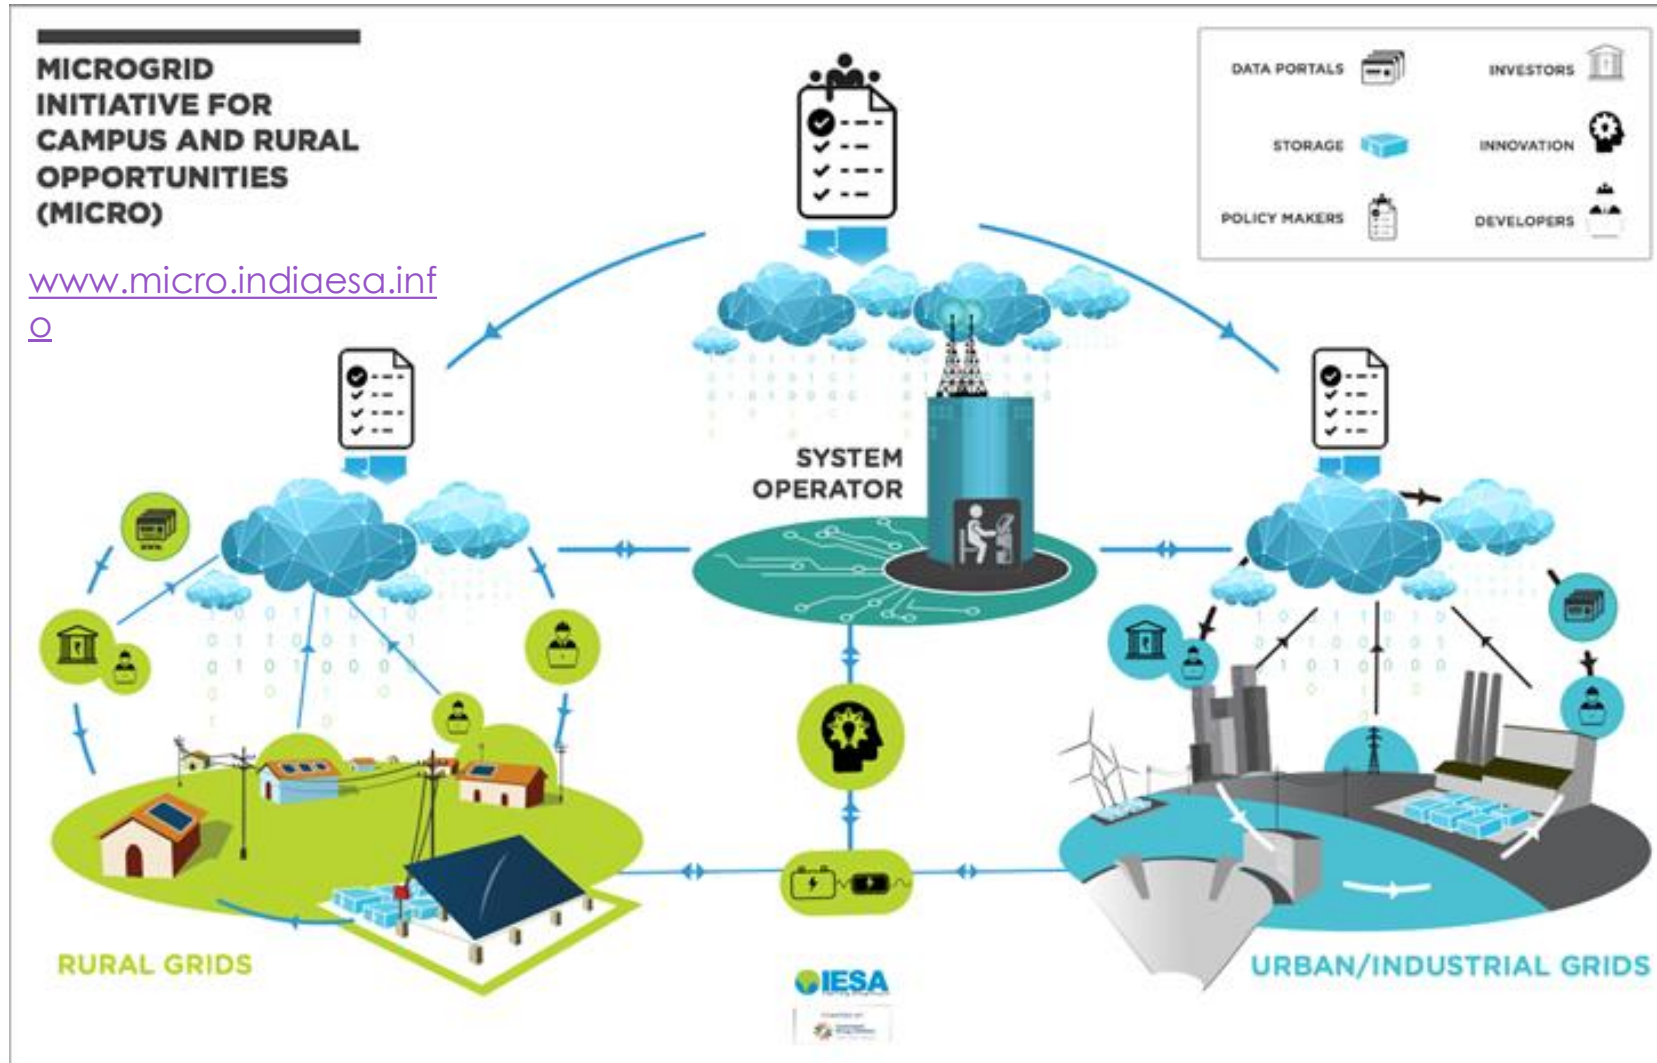 MICROGRID
INITIATIVE FOR
CAMPUS AND RURAL
OPPORTUNITIES
(MICRO)
www.micro.indiaesa.inf
o
DATA PORTALS
INVESTORS
STORAGE
INNOVATION
POLICY MAKERS
DEVELOPERS
SYSTEM
OPERATOR
RURAL GRIDS
URBAN/INDUSTRIAL GRIDS
IESA